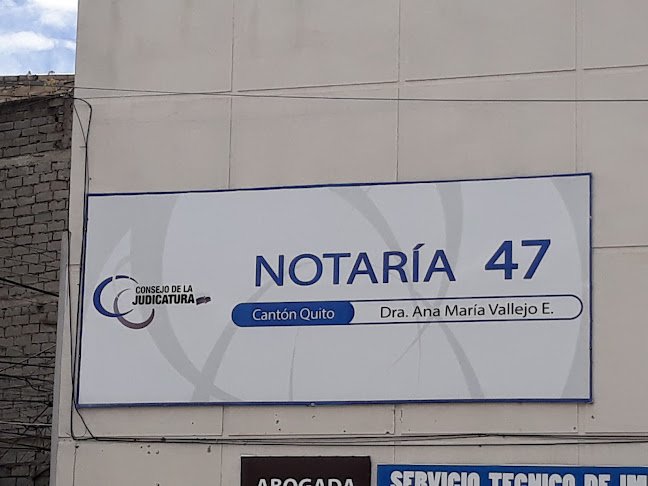 CONSEJO DE LA
JUDICATURA
NOTARÍA 47
Cantón Quito Dra. Ana María Vallejo E.
ABOGADA
SERVICIO TECNICO DE